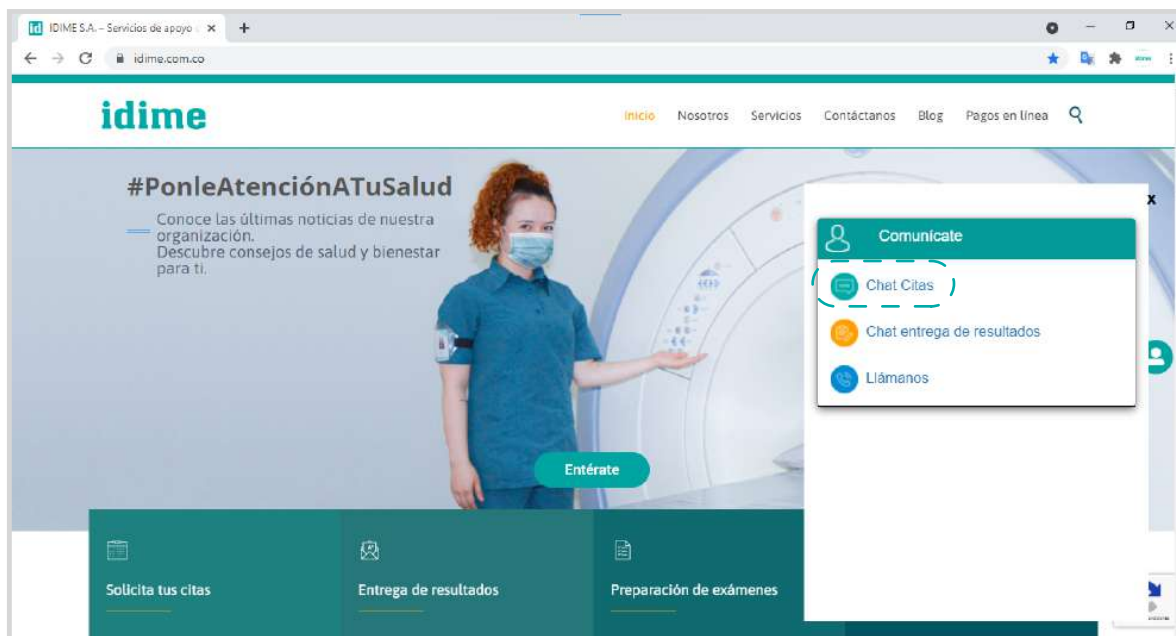 IDIME S.A. – Servicios de apoyo
idime.com.co
idime
Inicio Nosotros Servicios Contáctanos Blog Pagos en línea
#PonleAtenciónATuSalud
Conoce las últimas noticias de nuestra
organización.
Descubre consejos de salud y bienestar
para ti.
Entérate
x
Comunícate
Chat Citas
Chat entrega de resultados
Llámanos
Solicita tus citas
Entrega de resultados
Preparación de exámenes